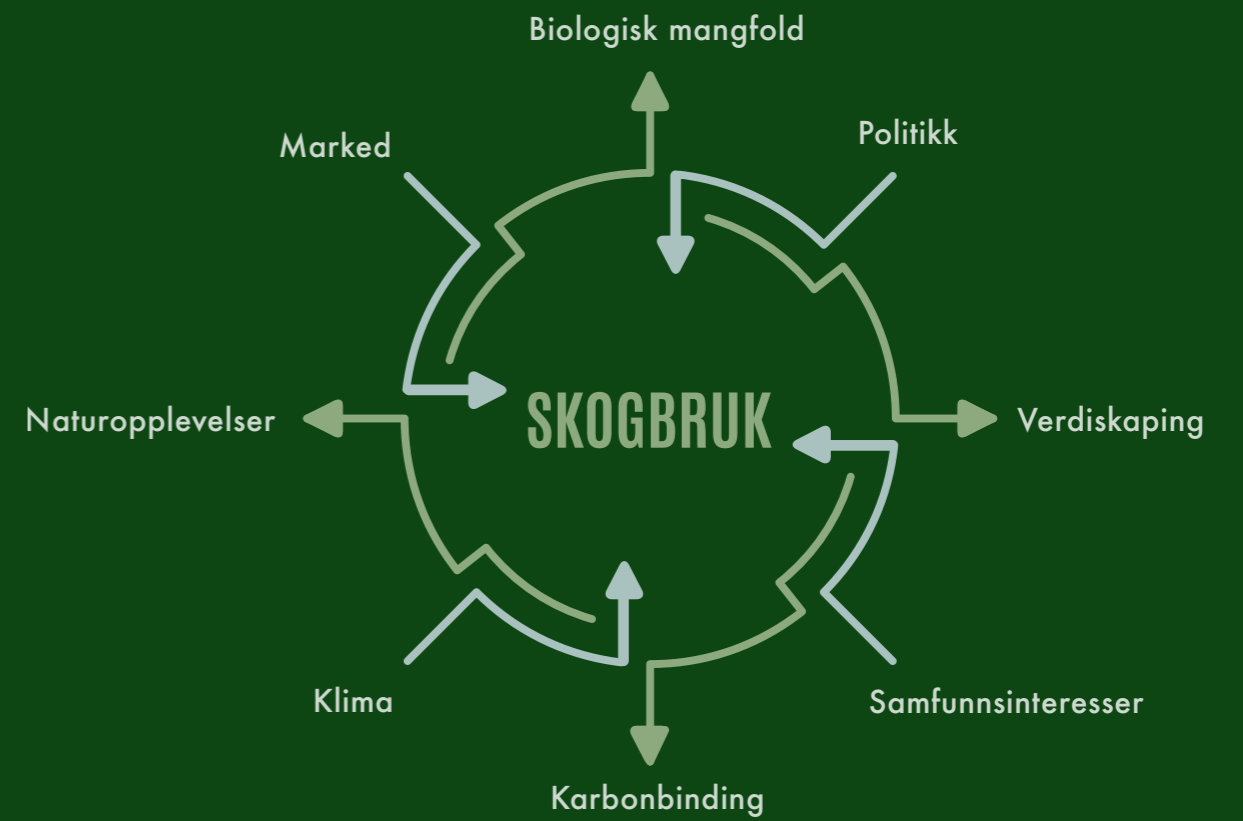 Biologisk mangfold
Marked
Politikk
Naturopplevelser
SKOGBRUK
Verdiskaping
Klima
Samfunnsinteresser
Karbonbinding